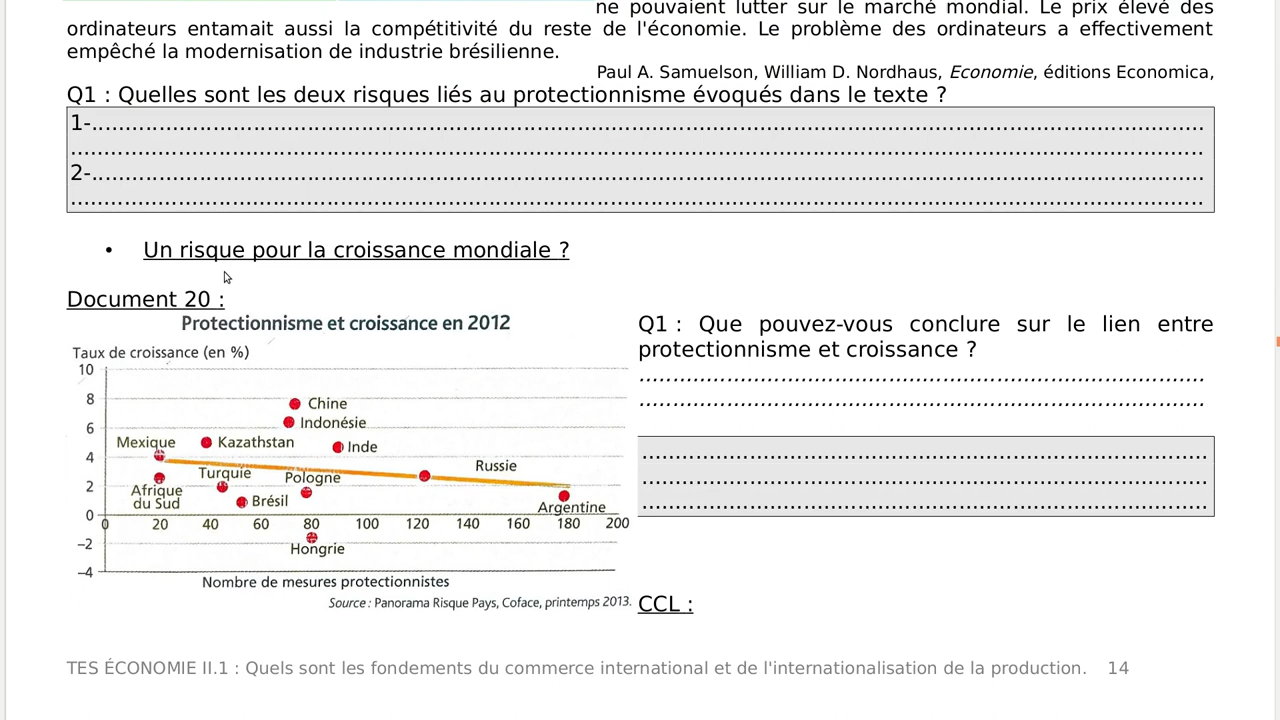 ne pouvaient lutter sur le marché mondial. Le prix élevé des
ordinateurs entamait aussi la compétitivité du reste de l'économie. Le problème des ordinateurs a effectivement
empêché la modernisation de industrie brésilienne.
Paul A. Samuelson, William D. Nordhaus, Economie, éditions Economica,
Q1 : Quelles sont les deux risques liés au protectionnisme évoqués dans le texte ?
1-....................
....................
2-....................
....................
• Un risque pour la croissance mondiale ?
Document 20 :
Protectionnisme et croissance en 2012
Taux de croissance (en %)
10
8
6
4
2
0
−2
−4
Chine
Indonésie
Mexique
Kazathstan
Inde
Russie
Turquie
Pologne
Afrique
du Sud
Brésil
Argentine
0 20 40 60 80 100 120 140 160 180 200
Hongrie
Nombre de mesures protectionnistes
Source : Panorama Risque Pays, Coface, printemps 2013.
Q1 : Que pouvez-vous conclure sur le lien entre
protectionnisme et croissance ?
....................
....................
....................
....................
....................
CCL :
TES ÉCONOMIE II.1 : Quels sont les fondements du commerce international et de l'internationalisation de la production. 14